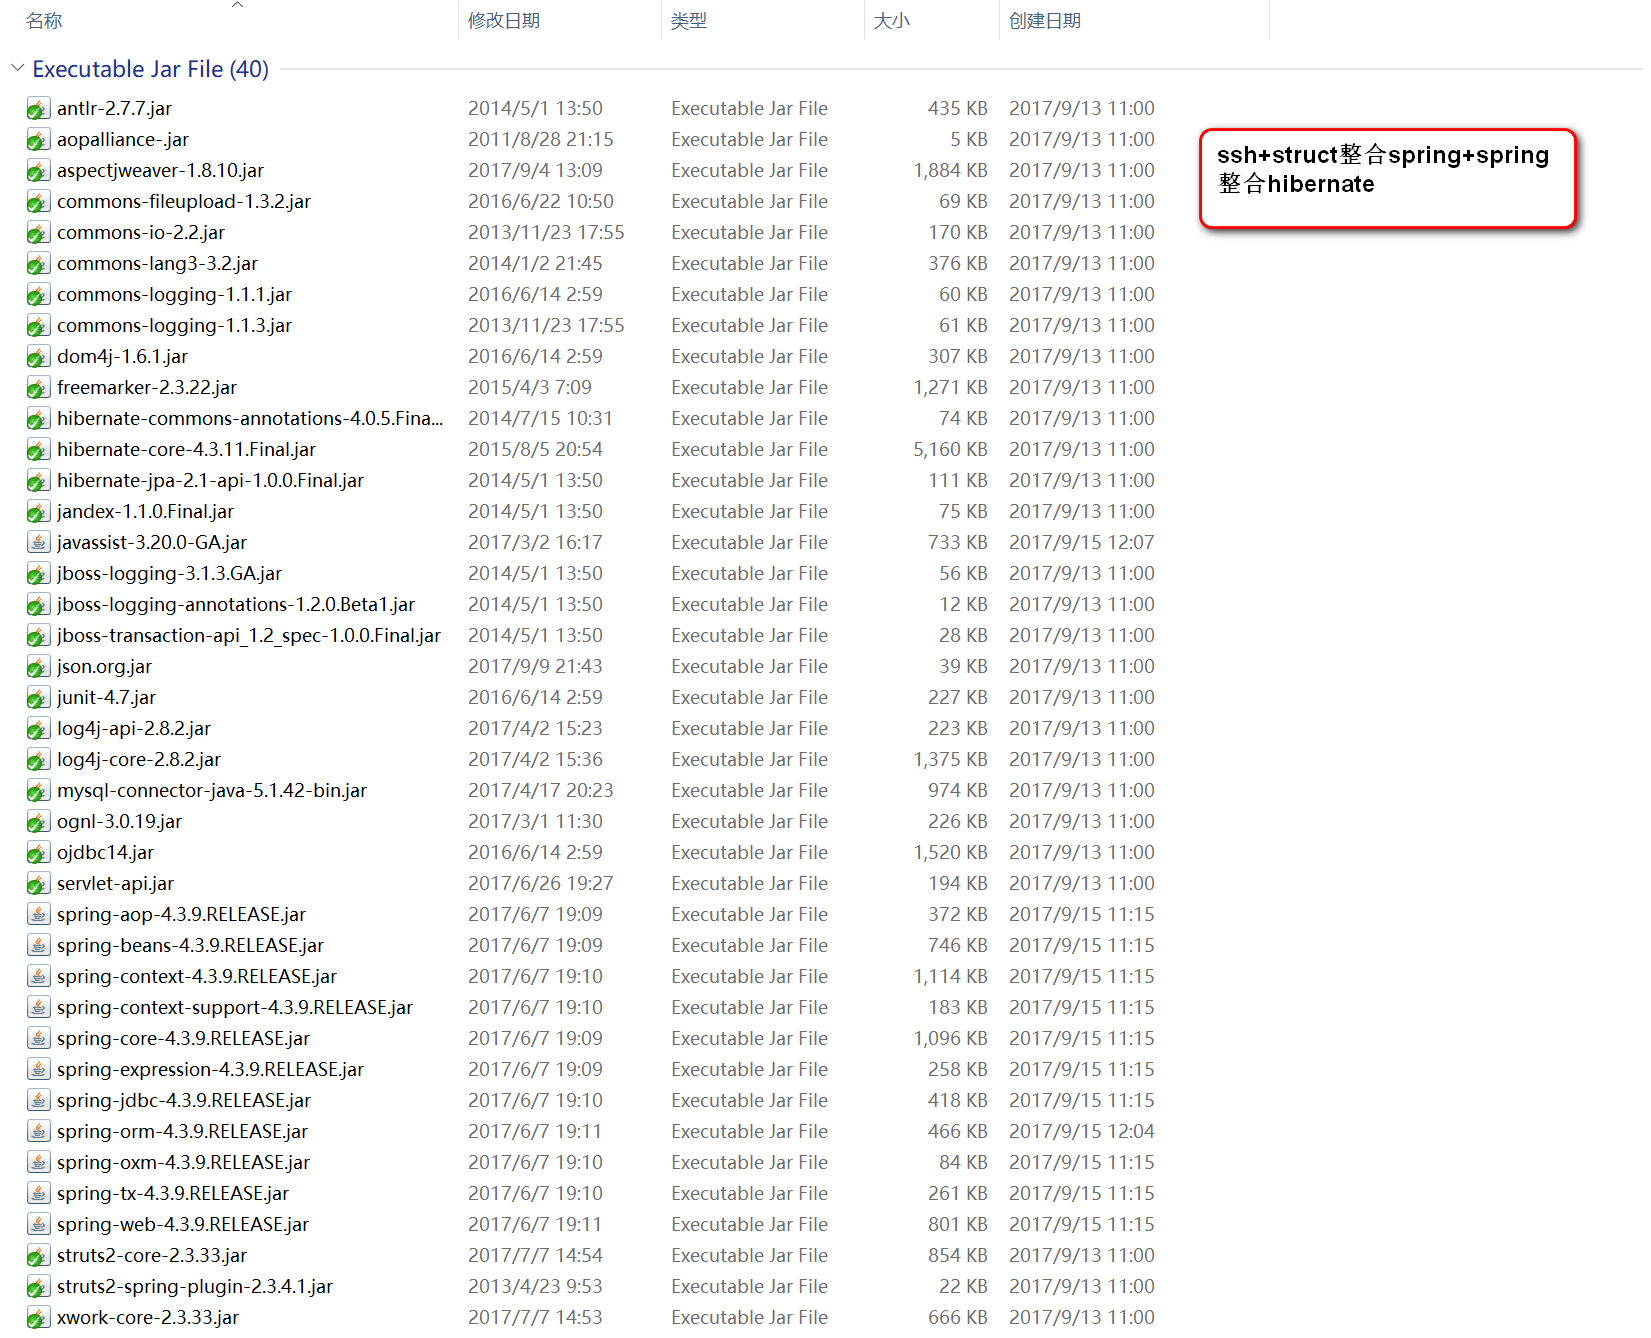 名称 修改日期 类型 大小 创建日期
Executable Jar File (40)
antlr-2.7.7.jar 2014/5/1 13:50 Executable Jar File 435 KB 2017/9/13 11:00
aopalliance-.jar 2011/8/28 21:15 Executable Jar File 5 KB 2017/9/13 11:00
aspectjweaver-1.8.10.jar 2017/9/4 13:09 Executable Jar File 1,884 KB 2017/9/13 11:00
commons-fileupload-1.3.2.jar 2016/6/22 10:50 Executable Jar File 69 KB 2017/9/13 11:00
commons-io-2.2.jar 2013/11/23 17:55 Executable Jar File 170 KB 2017/9/13 11:00
commons-lang3-3.2.jar 2014/1/2 21:45 Executable Jar File 376 KB 2017/9/13 11:00
commons-logging-1.1.1.jar 2016/6/14 2:59 Executable Jar File 60 KB 2017/9/13 11:00
commons-logging-1.1.3.jar 2013/11/23 17:55 Executable Jar File 61 KB 2017/9/13 11:00
dom4j-1.6.1.jar 2016/6/14 2:59 Executable Jar File 307 KB 2017/9/13 11:00
freemarker-2.3.22.jar 2015/4/3 7:09 Executable Jar File 1,271 KB 2017/9/13 11:00
hibernate-commons-annotations-4.0.5.Fina... 2014/7/15 10:31 Executable Jar File 74 KB 2017/9/13 11:00
hibernate-core-4.3.11.Final.jar 2015/8/5 20:54 Executable Jar File 5,160 KB 2017/9/13 11:00
hibernate-jpa-2.1-api-1.0.0.Final.jar 2014/5/1 13:50 Executable Jar File 111 KB 2017/9/13 11:00
jandex-1.1.0.Final.jar 2014/5/1 13:50 Executable Jar File 75 KB 2017/9/13 11:00
javassist-3.20.0-GA.jar 2017/3/2 16:17 Executable Jar File 733 KB 2017/9/15 12:07
jboss-logging-3.1.3.GA.jar 2014/5/1 13:50 Executable Jar File 56 KB 2017/9/13 11:00
jboss-logging-annotations-1.2.0.Beta1.jar 2014/5/1 13:50 Executable Jar File 12 KB 2017/9/13 11:00
jboss-transaction-api_1.2_spec-1.0.0.Final.jar 2014/5/1 13:50 Executable Jar File 28 KB 2017/9/13 11:00
json.org.jar 2017/9/9 21:43 Executable Jar File 39 KB 2017/9/13 11:00
junit-4.7.jar 2016/6/14 2:59 Executable Jar File 227 KB 2017/9/13 11:00
log4j-api-2.8.2.jar 2017/4/2 15:23 Executable Jar File 223 KB 2017/9/13 11:00
log4j-core-2.8.2.jar 2017/4/2 15:36 Executable Jar File 1,375 KB 2017/9/13 11:00
mysql-connector-java-5.1.42-bin.jar 2017/4/17 20:23 Executable Jar File 974 KB 2017/9/13 11:00
ognl-3.0.19.jar 2017/3/1 11:30 Executable Jar File 226 KB 2017/9/13 11:00
ojdbc14.jar 2016/6/14 2:59 Executable Jar File 1,520 KB 2017/9/13 11:00
servlet-api.jar 2017/6/26 19:27 Executable Jar File 194 KB 2017/9/13 11:00
spring-aop-4.3.9.RELEASE.jar 2017/6/7 19:09 Executable Jar File 372 KB 2017/9/15 11:15
spring-beans-4.3.9.RELEASE.jar 2017/6/7 19:09 Executable Jar File 746 KB 2017/9/15 11:15
spring-context-4.3.9.RELEASE.jar 2017/6/7 19:10 Executable Jar File 1,114 KB 2017/9/15 11:15
spring-context-support-4.3.9.RELEASE.jar 2017/6/7 19:10 Executable Jar File 183 KB 2017/9/15 11:15
spring-core-4.3.9.RELEASE.jar 2017/6/7 19:09 Executable Jar File 1,096 KB 2017/9/15 11:15
spring-expression-4.3.9.RELEASE.jar 2017/6/7 19:09 Executable Jar File 258 KB 2017/9/15 11:15
spring-jdbc-4.3.9.RELEASE.jar 2017/6/7 19:10 Executable Jar File 418 KB 2017/9/15 11:15
spring-orm-4.3.9.RELEASE.jar 2017/6/7 19:11 Executable Jar File 466 KB 2017/9/15 12:04
spring-oxm-4.3.9.RELEASE.jar 2017/6/7 19:10 Executable Jar File 84 KB 2017/9/15 11:15
spring-tx-4.3.9.RELEASE.jar 2017/6/7 19:10 Executable Jar File 261 KB 2017/9/15 11:15
spring-web-4.3.9.RELEASE.jar 2017/6/7 19:11 Executable Jar File 801 KB 2017/9/15 11:15
struts2-core-2.3.33.jar 2017/7/7 14:54 Executable Jar File 854 KB 2017/9/13 11:00
struts2-spring-plugin-2.3.4.1.jar 2013/4/23 9:53 Executable Jar File 22 KB 2017/9/13 11:00
xwork-core-2.3.33.jar 2017/7/7 14:53 Executable Jar File 666 KB 2017/9/13 11:00
ssh+struct整合spring+spring
整合hibernate